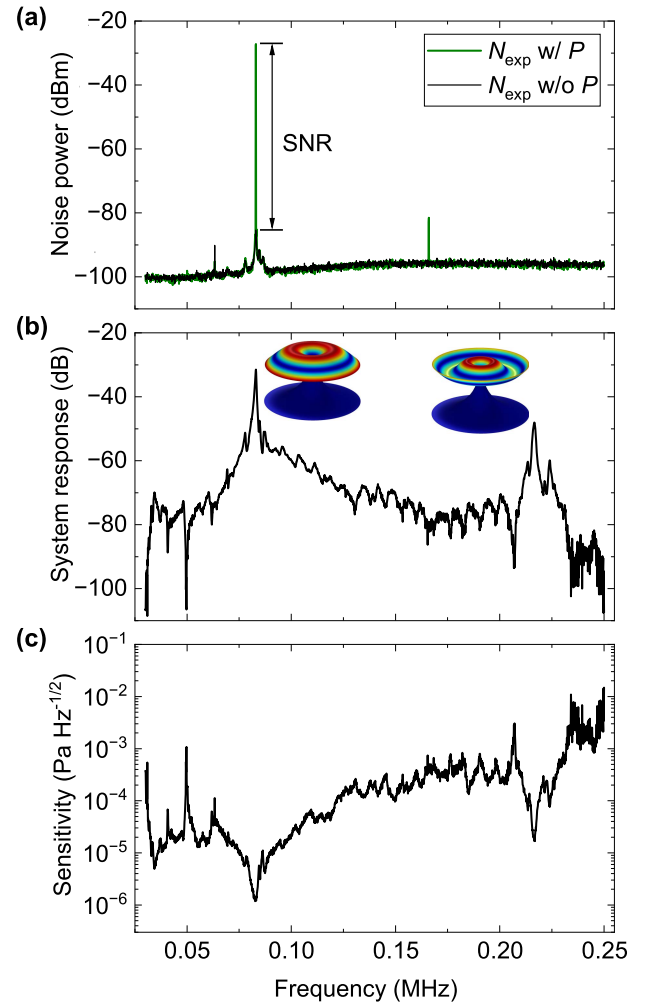 (a)
−20
−40
−60
−80
−100
Noise power (dBm)
N_exp w/ P
N_exp w/o P
SNR
(b)
−20
−40
−60
−80
−100
System response (dB)
(c)
10⁻¹
10⁻²
10⁻³
10⁻⁴
10⁻⁵
10⁻⁶
Sensitivity (Pa Hz⁻¹/²)
0.05 0.10 0.15 0.20 0.25
Frequency (MHz)